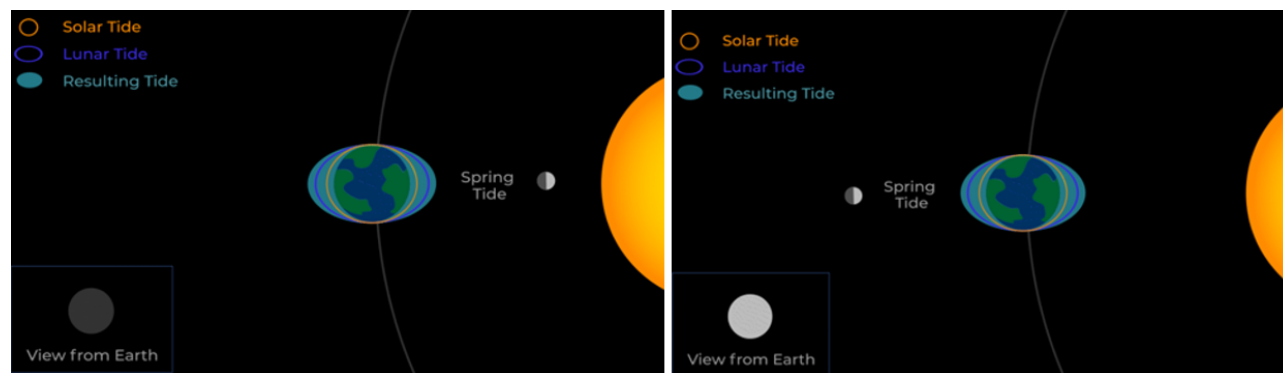 Solar Tide
Lunar Tide
Resulting Tide
Spring
Tide
View from Earth
Solar Tide
Lunar Tide
Resulting Tide
Spring
Tide
View from Earth